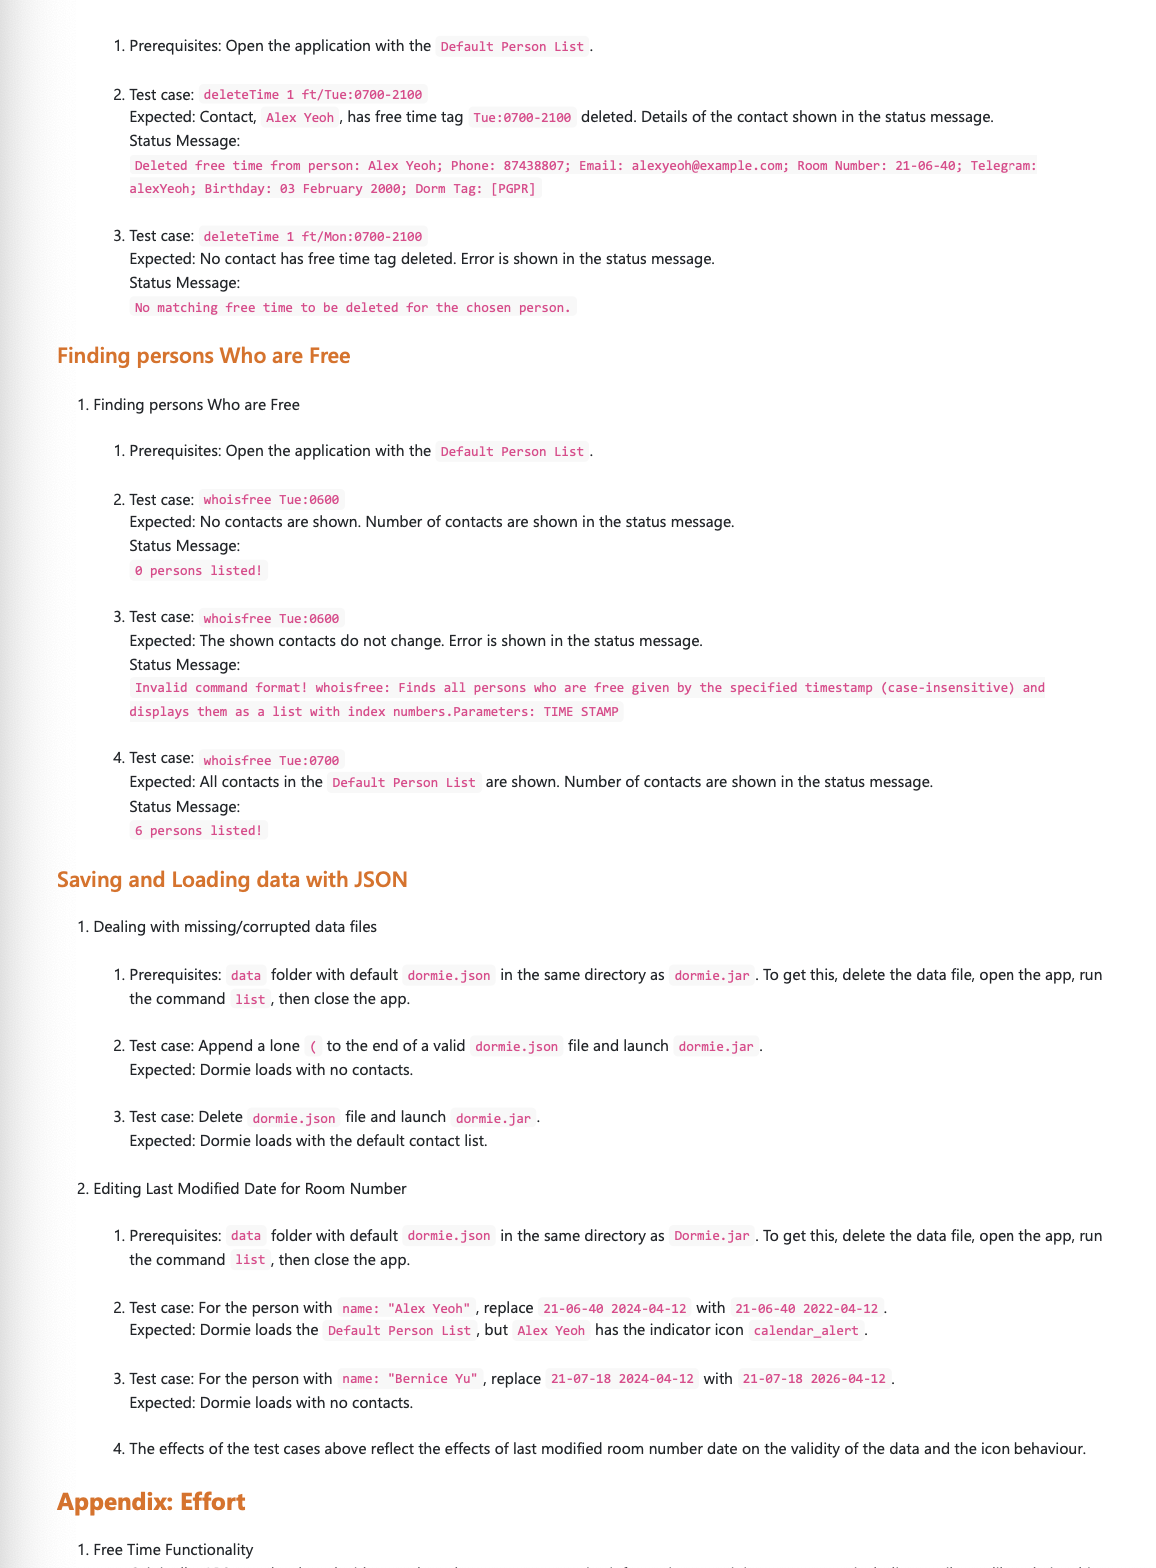 1. Prerequisites: Open the application with the Default Person List .
2. Test case: deleteTime 1 ft/Tue:0700-2100
Expected: Contact, Alex Yeoh , has free time tag Tue:0700-2100 deleted. Details of the contact shown in the status message.
Status Message:
Deleted free time from person: Alex Yeoh; Phone: 87438807; Email: alexyeoh@example.com; Room Number: 21-06-40; Telegram:
alexYeoh; Birthday: 03 February 2000; Dorm Tag: [PGPR]
3. Test case: deleteTime 1 ft/Mon:0700-2100
Expected: No contact has free time tag deleted. Error is shown in the status message.
Status Message:
No matching free time to be deleted for the chosen person.
Finding persons Who are Free
1. Finding persons Who are Free
1. Prerequisites: Open the application with the Default Person List .
2. Test case: whoisfree Tue:0600
Expected: No contacts are shown. Number of contacts are shown in the status message.
Status Message:
0 persons listed!
3. Test case: whoisfree Tue:0600
Expected: The shown contacts do not change. Error is shown in the status message.
Status Message:
Invalid command format! whoisfree: Finds all persons who are free given by the specified timestamp (case-insensitive) and
displays them as a list with index numbers.Parameters: TIME STAMP
4. Test case: whoisfree Tue:0700
Expected: All contacts in the Default Person List are shown. Number of contacts are shown in the status message.
Status Message:
6 persons listed!
Saving and Loading data with JSON
1. Dealing with missing/corrupted data files
1. Prerequisites: data folder with default dormie.json in the same directory as dormie.jar . To get this, delete the data file, open the app, run
the command list , then close the app.
2. Test case: Append a lone ( to the end of a valid dormie.json file and launch dormie.jar .
Expected: Dormie loads with no contacts.
3. Test case: Delete dormie.json file and launch dormie.jar .
Expected: Dormie loads with the default contact list.
2. Editing Last Modified Date for Room Number
1. Prerequisites: data folder with default dormie.json in the same directory as Dormie.jar . To get this, delete the data file, open the app, run
the command list , then close the app.
2. Test case: For the person with name: "Alex Yeoh" , replace 21-06-40 2024-04-12 with 21-06-40 2022-04-12 .
Expected: Dormie loads the Default Person List , but Alex Yeoh has the indicator icon calendar_alert .
3. Test case: For the person with name: "Bernice Yu" , replace 21-07-18 2024-04-12 with 21-07-18 2026-04-12 .
Expected: Dormie loads with no contacts.
4. The effects of the test cases above reflect the effects of last modified room number date on the validity of the data and the icon behaviour.
Appendix: Effort
1. Free Time Functionality